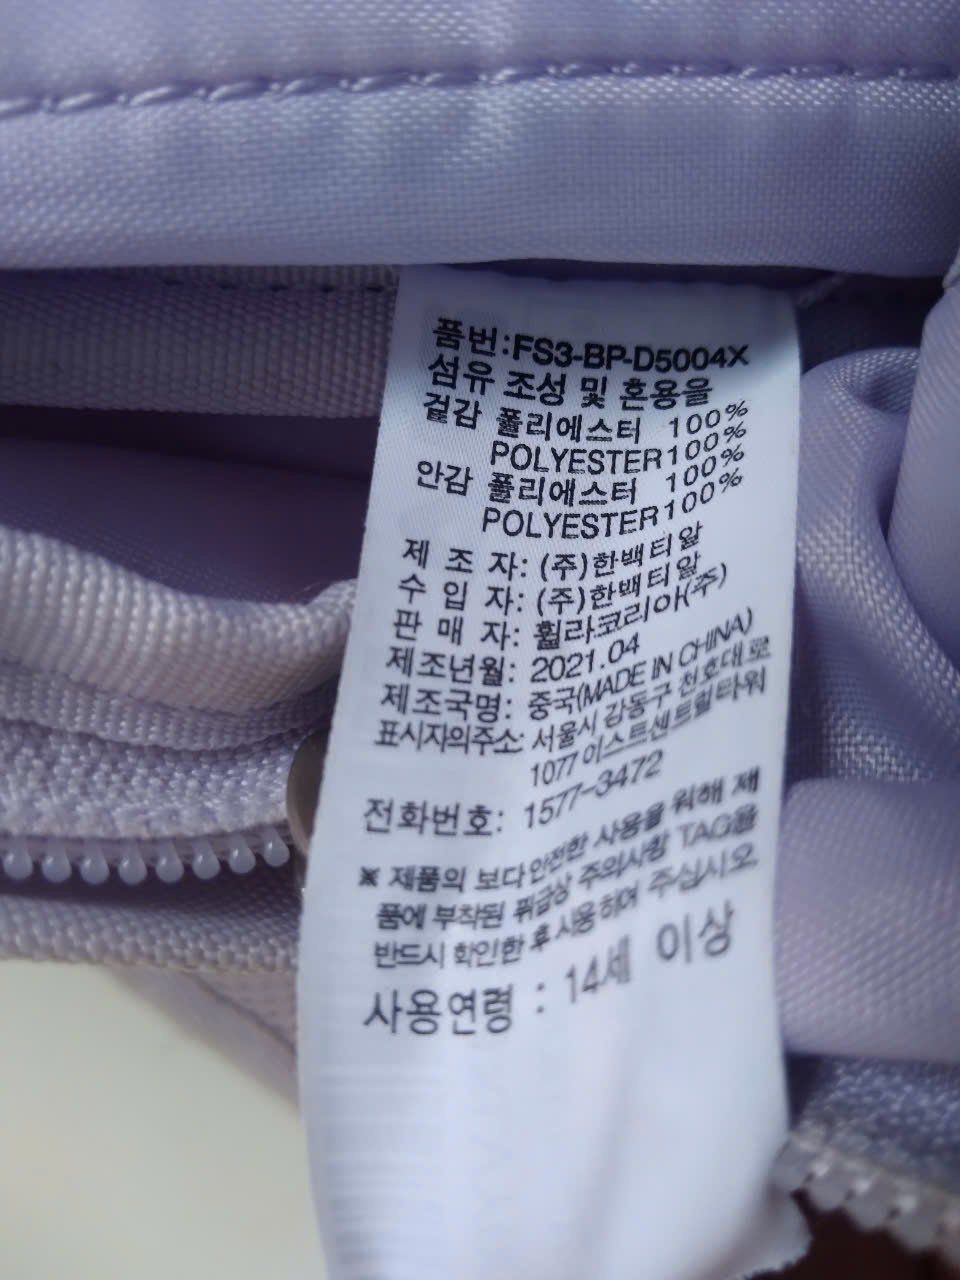 품번:FS3-BP-D5004X
섬유 조성 및 혼용율
겉감 폴리에스터 100%
POLYESTER100%
안감 폴리에스터 100%
POLYESTER100%
제 조 자: (주)한백티앞
수 입 자: (주)한백티앞
판 매 자: 휠라코리아(주)
제조년월: 2021.04
제조국명: 중국(MADE IN CHINA)
표시자의주소: 서울시 강동구 천호대로
1077 이스트센트럴타워
전화번호: 1577-3472
※ 제품의 보다안전한 사용을 위해 제
품에 부착된 취급상 주의사항 TAG를
반드시 확인한 후 사용하여 주십시오.
사용연령 : 14세 이상